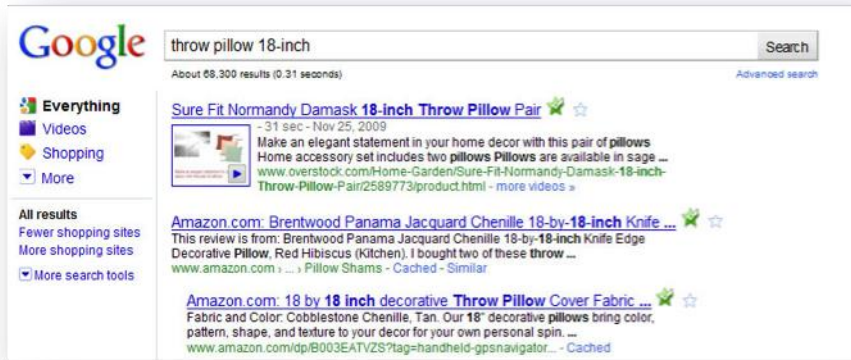 Google
throw pillow 18-inch
Search
About 68,300 results (0.31 seconds)
Advanced search
Everything
Videos
Shopping
More
All results
Fewer shopping sites
More shopping sites
More search tools
Sure Fit Normandy Damask 18-inch Throw Pillow Pair
- 31 sec - Nov 25, 2009
Make an elegant statement in your home decor with this pair of pillows
Home accessory set includes two pillows Pillows are available in sage ...
www.overstock.com/Home-Garden/Sure-Fit-Normandy-Damask-18-inch-
Throw-Pillow-Pair/2589773/product.html - more videos »
Amazon.com: Brentwood Panama Jacquard Chenille 18-by-18-inch Knife ...
This review is from: Brentwood Panama Jacquard Chenille 18-by-18-inch Knife Edge
Decorative Pillow, Red Hibiscus (Kitchen). I bought two of these throw ...
www.amazon.com › ... › Pillow Shams - Cached - Similar
Amazon.com: 18 by 18 inch decorative Throw Pillow Cover Fabric ...
Fabric and Color: Cobblestone Chenille, Tan. Our 18" decorative pillows bring color,
pattern, shape, and texture to your decor for your own personal spin. ...
www.amazon.com/dp/B003EATVZS?tag=handheld-gpsnavigator... - Cached